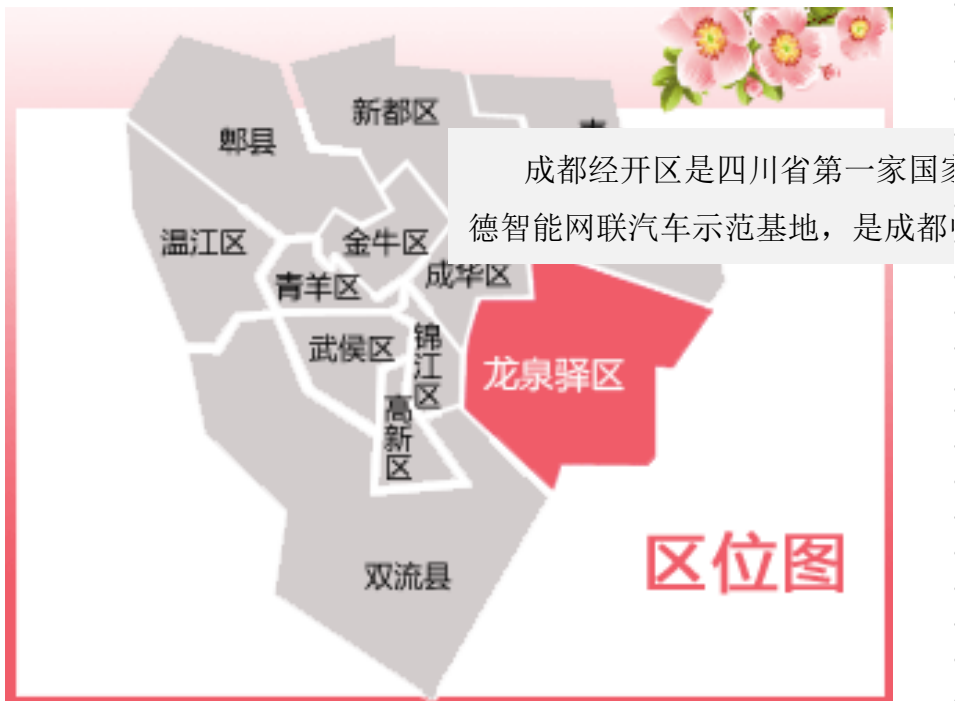 新都区
郫县
成都经开区是四川省第一家国
德智能网联汽车示范基地，是成都
温江区
金牛区
成华区
青羊区
武侯区
锦江区
龙泉驿区
高新区
双流县
区位图